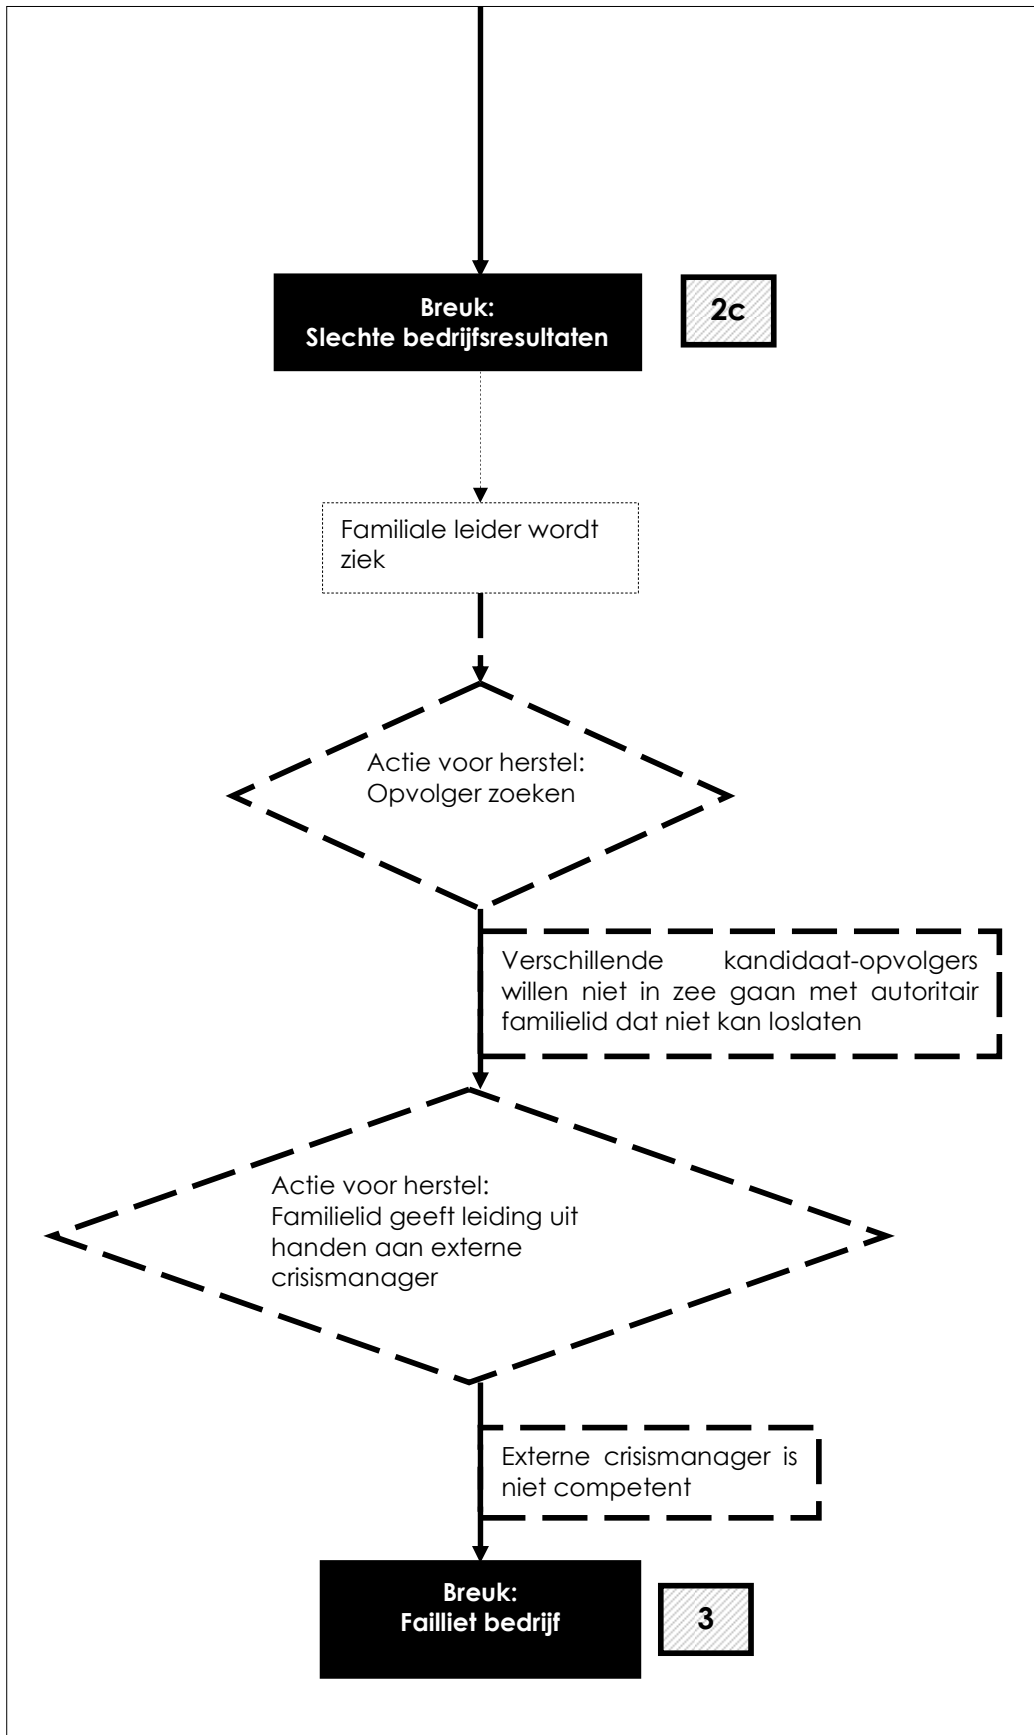 Breuk:
Slechte bedrijfsresultaten
2c
Familiale leider wordt
ziek
Actie voor herstel:
Opvolger zoeken
Verschillende kandidaat-opvolgers
willen niet in zee gaan met autoritair
familielid dat niet kan loslaten
Actie voor herstel:
Familielid geeft leiding uit
handen aan externe
crisismanager
Externe crisismanager is
niet competent
Breuk:
Failliet bedrijf
3